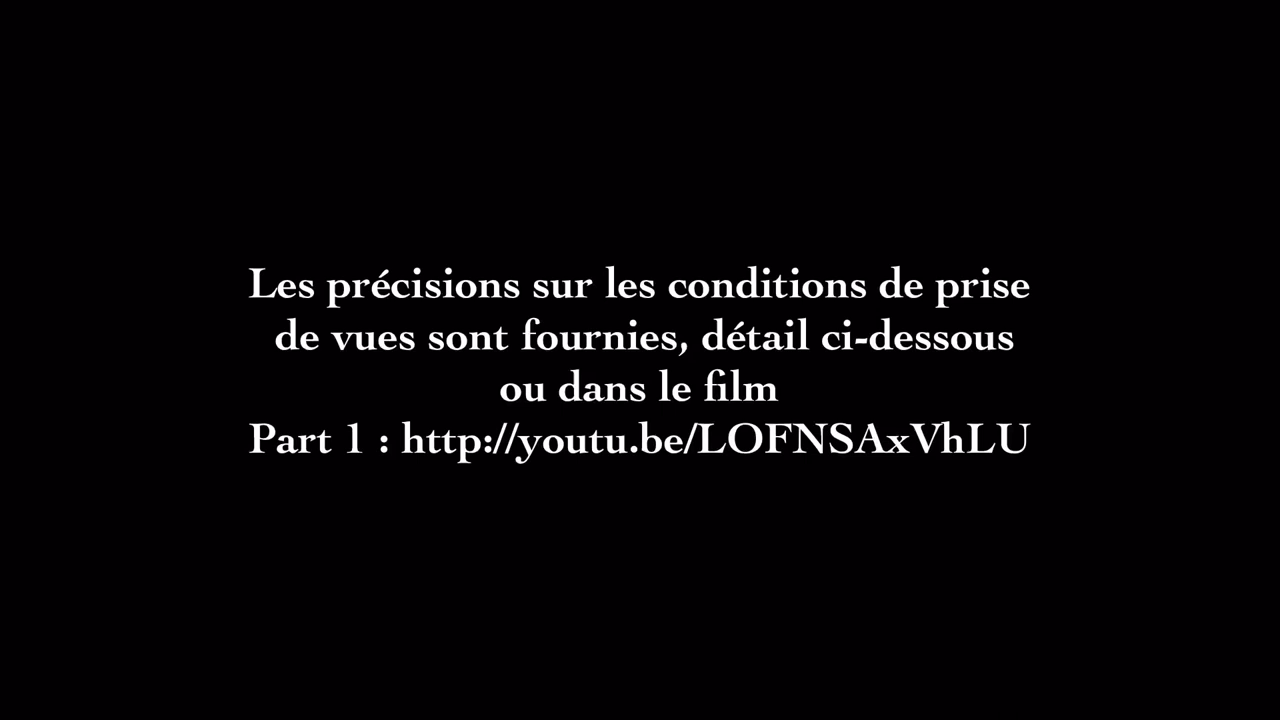 Les précisions sur les conditions de prise
de vues sont fournies, détail ci-dessous
ou dans le film
Part 1 : http://youtu.be/LOFNSAxVhLU